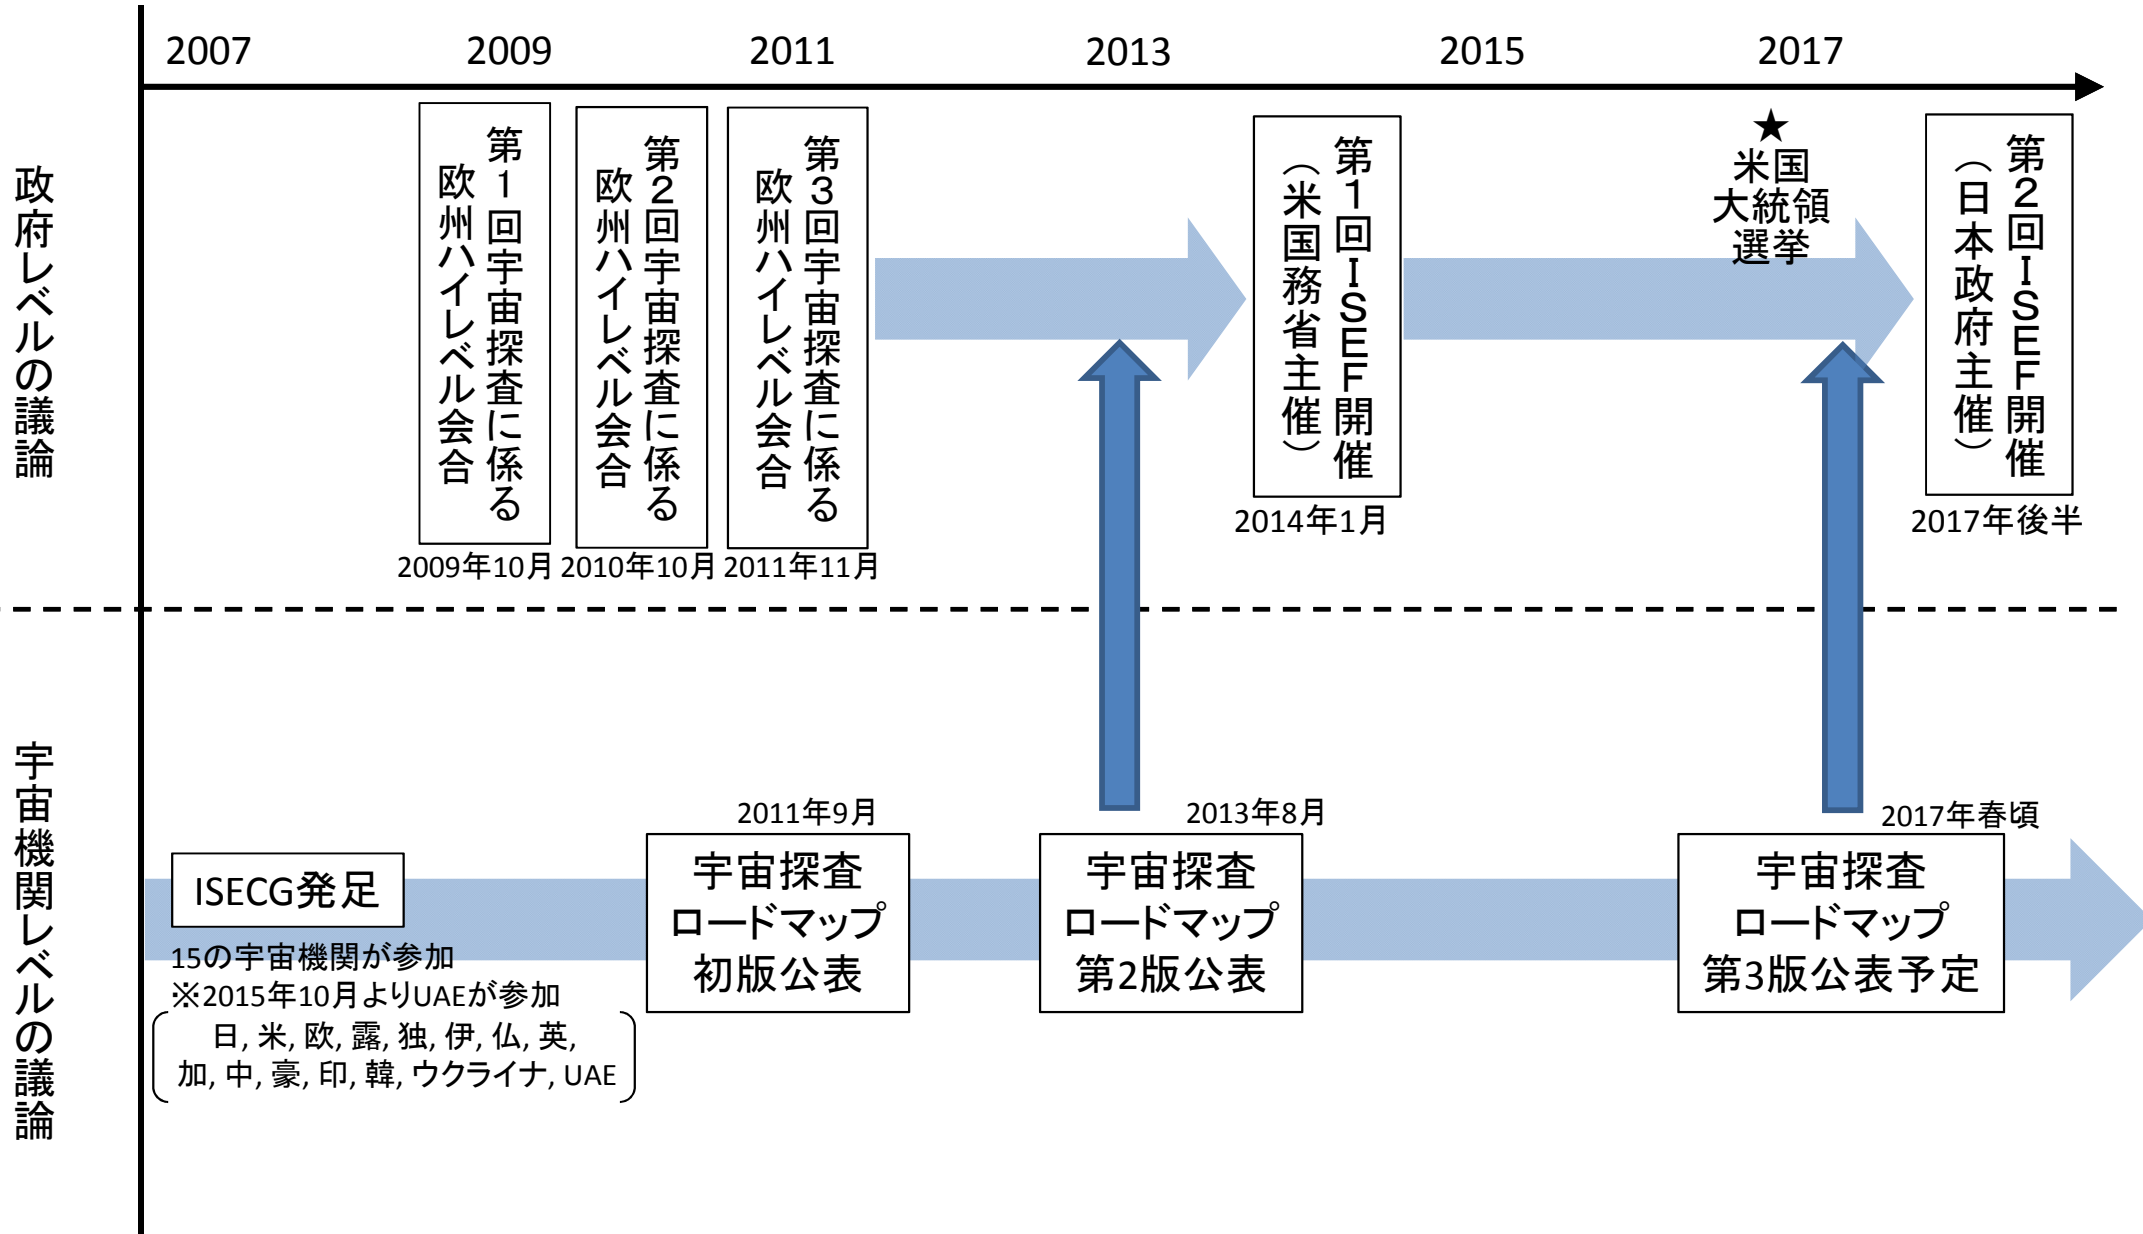 2007
2009
2011
2013
2015
2017
政府レベルの議論
第1回宇宙探査に係る
欧州ハイレベル会合
2009年10月
第2回宇宙探査に係る
欧州ハイレベル会合
2010年10月
第3回宇宙探査に係る
欧州ハイレベル会合
2011年11月
第1回ISEF開催
(米国務省主催)
2014年1月
★
米国
大統領
選挙
第2回ISEF開催
(日本政府主催)
2017年後半
宇宙機関レベルの議論
ISECG発足
15の宇宙機関が参加
※2015年10月よりUAEが参加
日, 米, 欧, 露, 独, 伊, 仏, 英,
加, 中, 豪, 印, 韓, ウクライナ, UAE
2011年9月
宇宙探査
ロードマップ
初版公表
2013年8月
宇宙探査
ロードマップ
第2版公表
2017年春頃
宇宙探査
ロードマップ
第3版公表予定